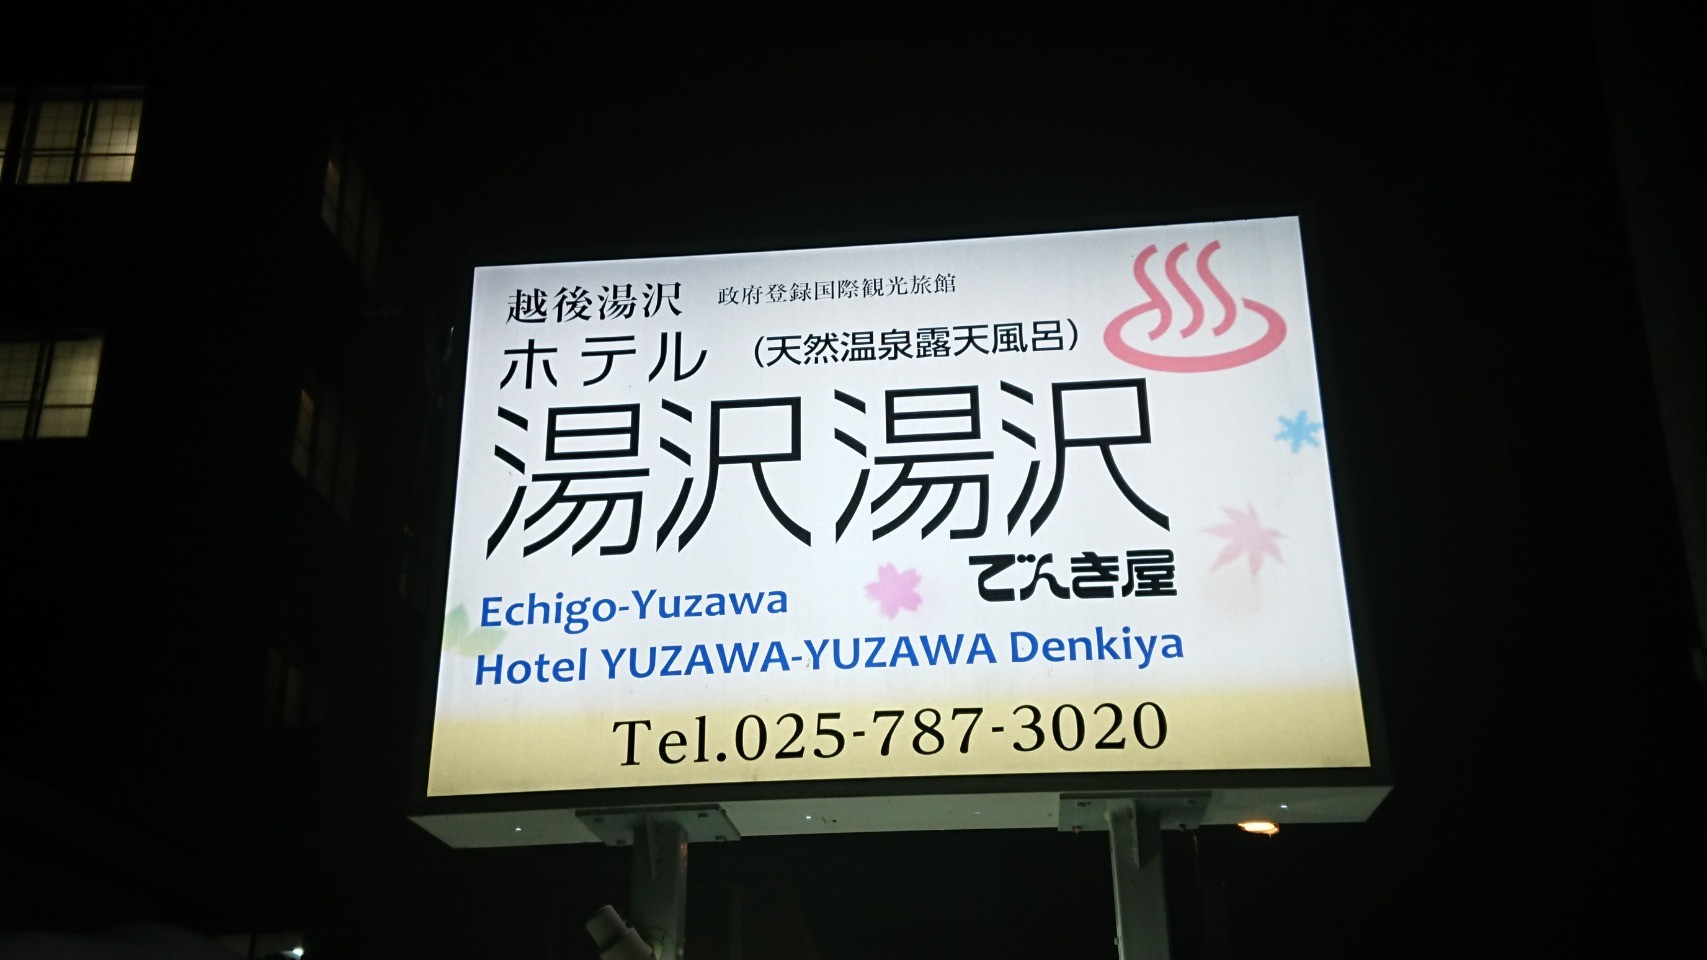 越後湯沢 政府登録国際観光旅館
ホテル (天然温泉露天風呂)
湯沢湯沢
でんき屋
Echigo-Yuzawa
Hotel YUZAWA-YUZAWA Denkiya
Tel.025-787-3020